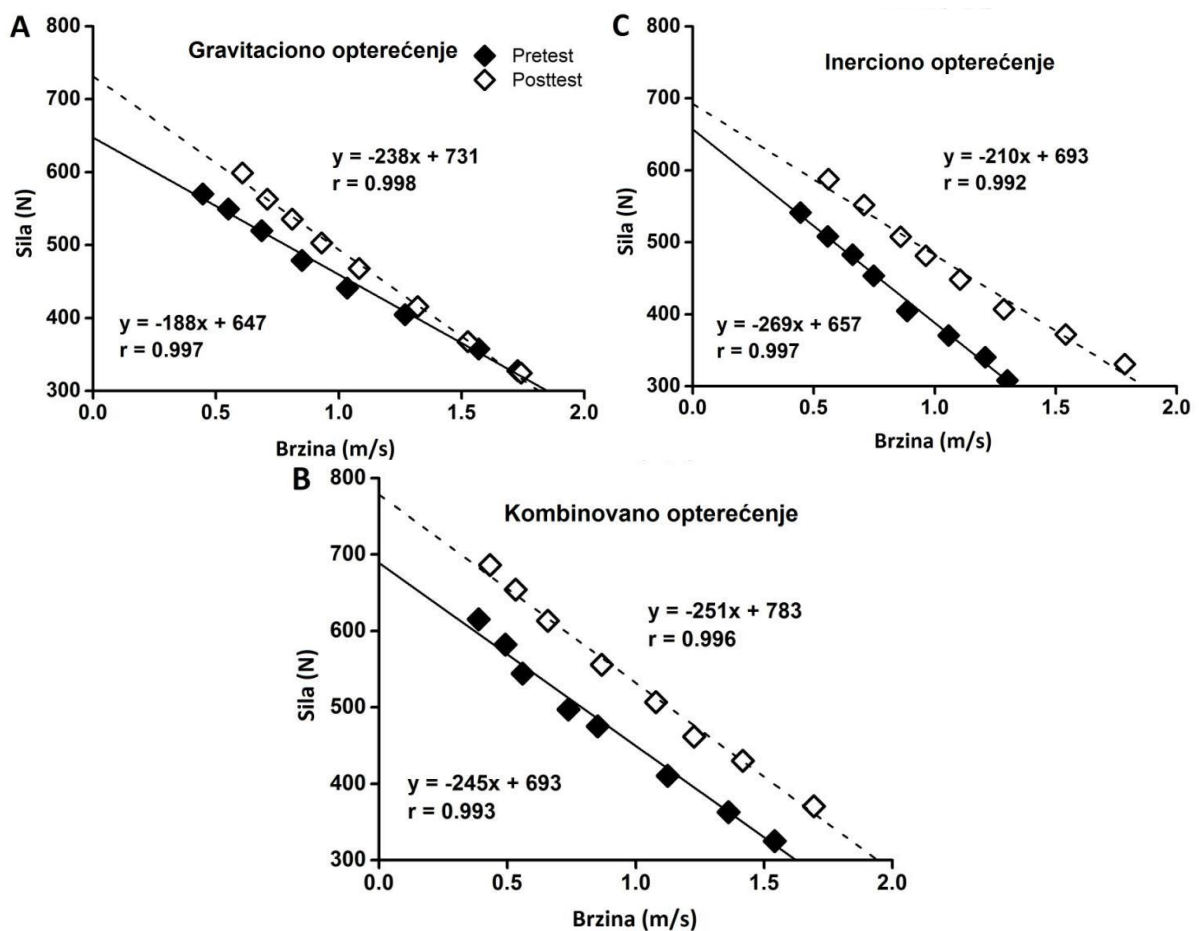 A
Gravitaciono opterećenje
Pretest
Posttest
y = -238x + 731
r = 0.998
y = -188x + 647
r = 0.997
Sila (N)
800
700
600
500
400
300
0.0 0.5 1.0 1.5 2.0
Brzina (m/s)
C
Inerciono opterećenje
y = -210x + 693
r = 0.992
y = -269x + 657
r = 0.997
Sila (N)
800
700
600
500
400
300
0.0 0.5 1.0 1.5 2.0
Brzina (m/s)
B
Kombinovano opterećenje
y = -251x + 783
r = 0.996
y = -245x + 693
r = 0.993
Sila (N)
800
700
600
500
400
300
0.0 0.5 1.0 1.5 2.0
Brzina (m/s)